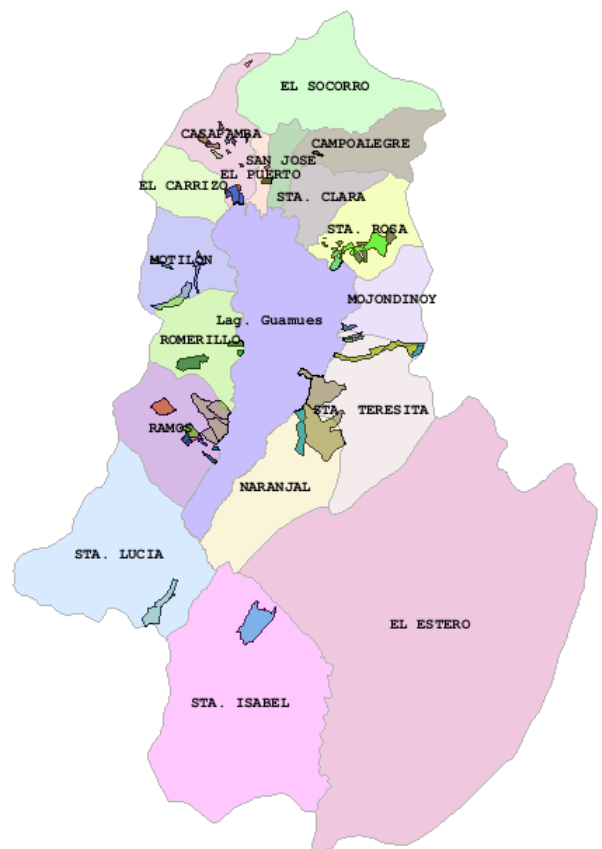 EL SOCORRO
CASAPAMBA
CAMPOALEGRE
SAN JOSE
EL PUERTO
EL CARRIZO
STA. CLARA
STA. ROSA
MOTILON
MOJONDINOY
Lag. Guamues
ROMERILLO
STA. TERESITA
RAMOS
NARANJAL
STA. LUCIA
EL ESTERO
STA. ISABEL